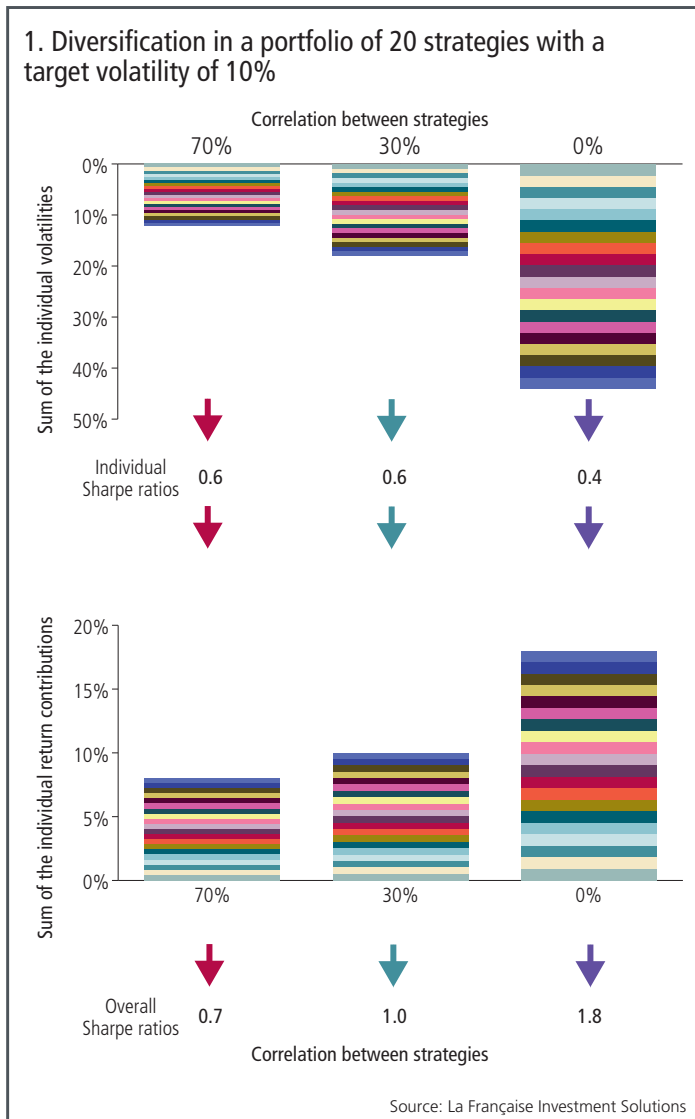 1. Diversification in a portfolio of 20 strategies with a
target volatility of 10%
Correlation between strategies
70% 30% 0%
Sum of the individual volatilities
0%
10%
20%
30%
40%
50%
Individual
Sharpe ratios
0.6 0.6 0.4
Sum of the individual return contributions
20%
15%
10%
5%
0%
70% 30% 0%
Overall
Sharpe ratios
0.7 1.0 1.8
Correlation between strategies
Source: La Française Investment Solutions